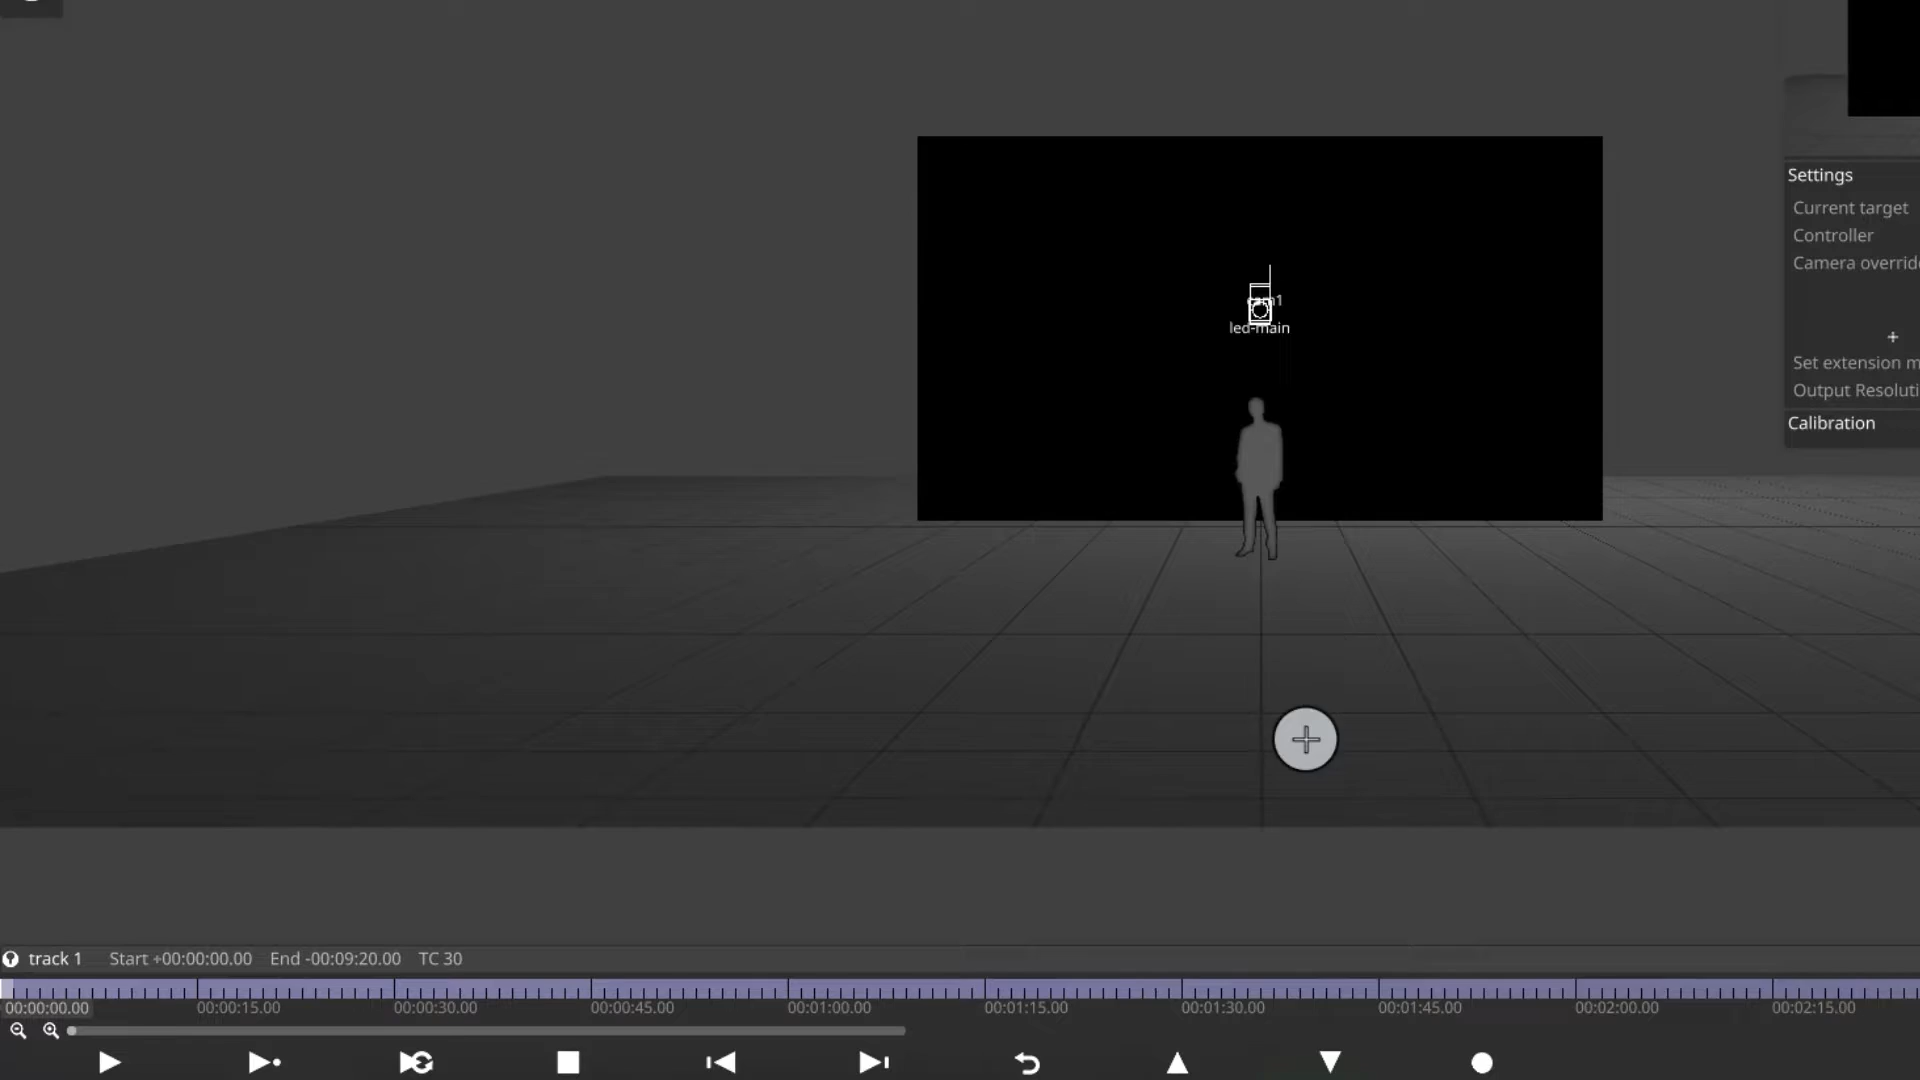 Settings
Current target
Controller
Camera overrid
cam1
led-main
+
Set extension m
Output Resoluti
Calibration
track 1 Start +00:00:00.00 End -00:09:20.00 TC 30
00:00:00.00 00:00:15.00 00:00:30.00 00:00:45.00 00:01:00.00 00:01:15.00 00:01:30.00 00:01:45.00 00:02:00.00 00:02:15.00